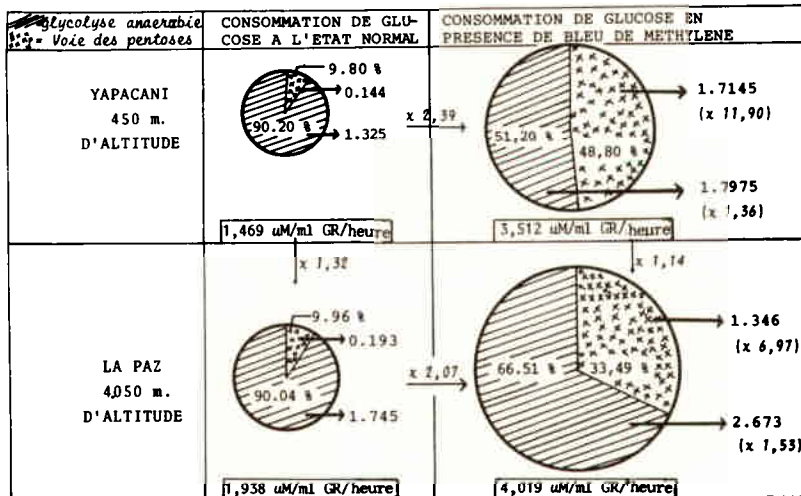 glycolyse anaerobie
= Voie des pentoses
CONSOMMATION DE GLU-
COSE A L'ETAT NORMAL
CONSOMMATION DE GLUCOSE EN
PRESENCE DE BLEU DE METHYLENE
YAPACANI
450 m.
D'ALTITUDE
9.80 %
0.144
90.20 %
1.325
1,469 uM/ml GR/heure
x 2,39
51,20 %
48,80 %
1.7145
(x 11,90)
1.7975
(x 1,36)
3,512 uM/ml GR/heure
x 1,32
x 1,14
LA PAZ
4,050 m.
D'ALTITUDE
9.96 %
0.193
90.04 %
1.745
1,938 uM/ml GR/heure
x 2,07
66.51 %
33,49 %
1.346
(x 6,97)
2.673
(x 1,53)
4,019 uM/ml GR/heure